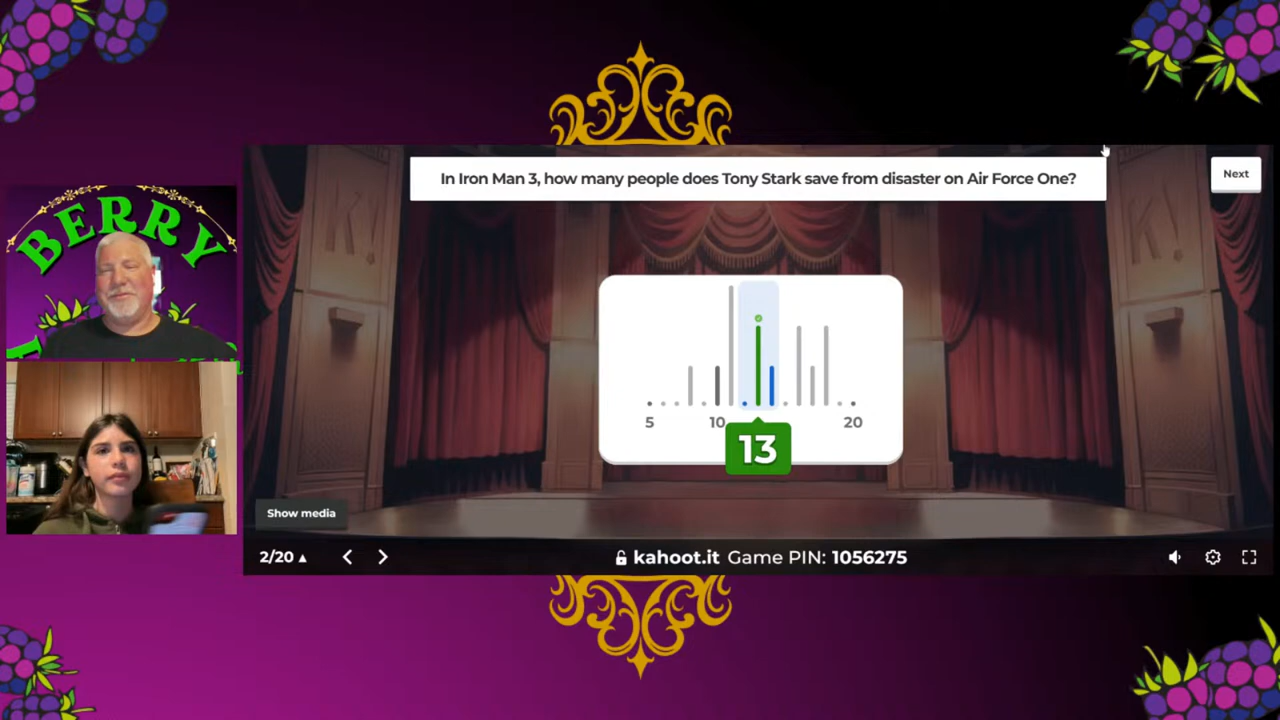 In Iron Man 3, how many people does Tony Stark save from disaster on Air Force One?
Next
BERRY
5
10
20
13
Show media
2/20
kahoot.it Game PIN: 1056275